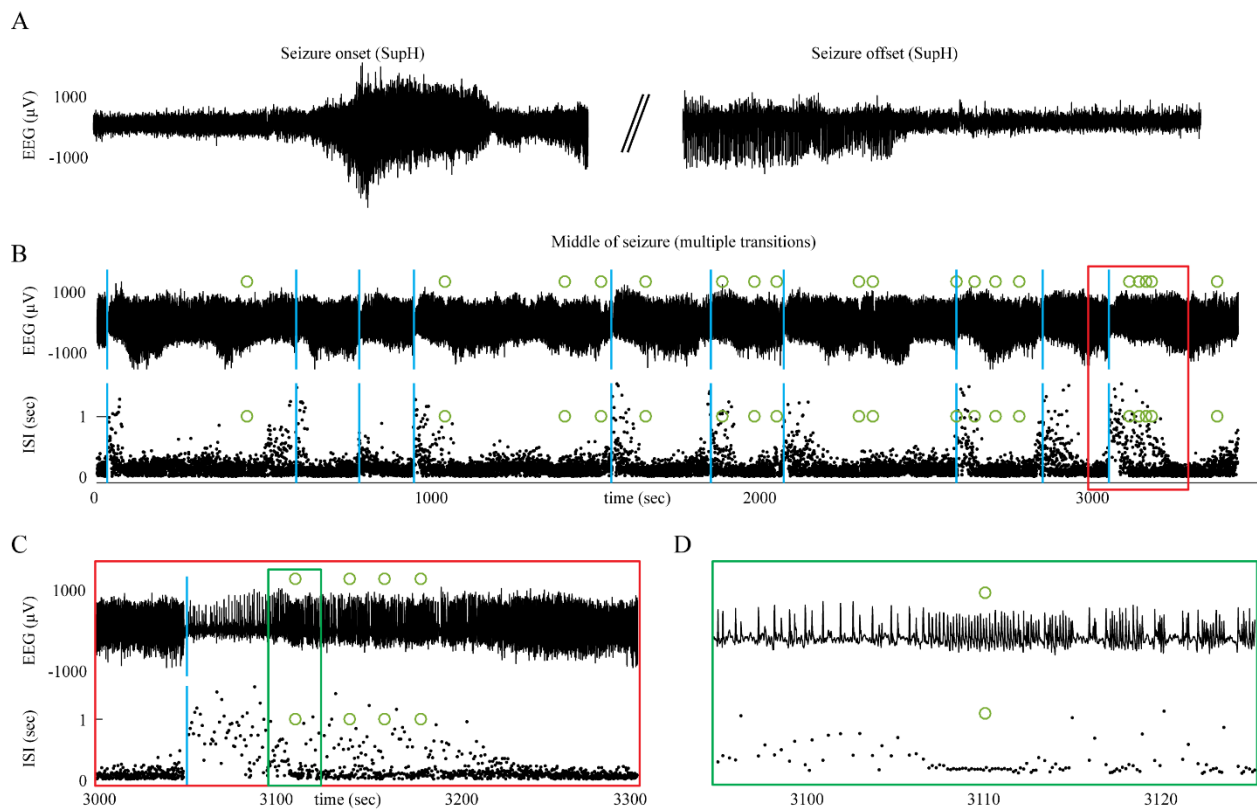 A
Seizure onset (SupH)
Seizure offset (SupH)
EEG (µV)
1000
-1000
B
Middle of seizure (multiple transitions)
EEG (µV)
1000
-1000
ISI (sec)
1
0
0
1000
time (sec)
2000
3000
C
D
EEG (µV)
1000
-1000
ISI (sec)
1
0
3000
3100
time (sec)
3200
3300
3100
3110
3120